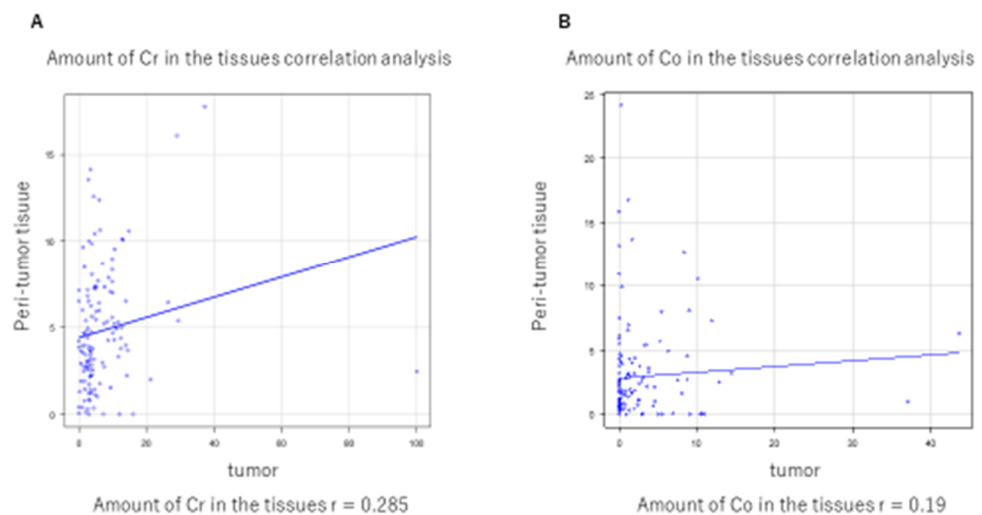 A
Amount of Cr in the tissues correlation analysis
Peri-tumor tisuue
15
10
5
0
0 20 40 60 80 100
tumor
Amount of Cr in the tissues r = 0.285
B
Amount of Co in the tissues correlation analysis
Peri-tumor tisuue
25
20
15
10
5
0
0 10 20 30 40
tumor
Amount of Co in the tissues r = 0.19